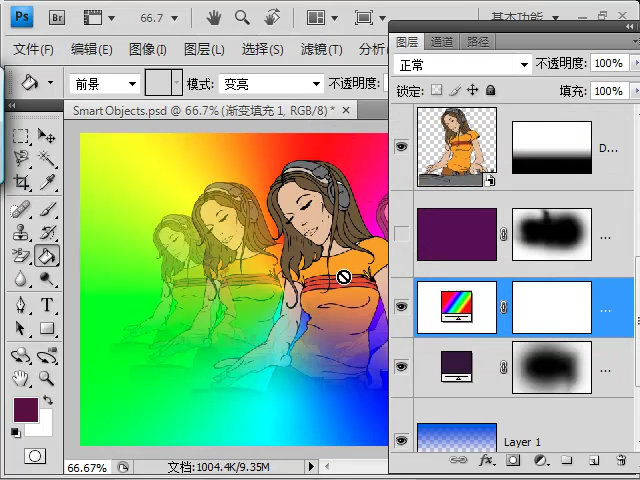 Ps Br 66.7 基本功能
文件(F) 编辑(E) 图像(I) 图层(L) 选择(S) 滤镜(T) 分析
前景 模式: 变亮 不透明度:
SmartObjects.psd @ 66.7% (渐变填充 1, RGB/8) * ×
图层 通道 路径
正常 不透明度: 100%
锁定: 填充: 100%
D...
...
...
...
Layer 1
fx
T
66.67% 文档:1004.4K/9.35M